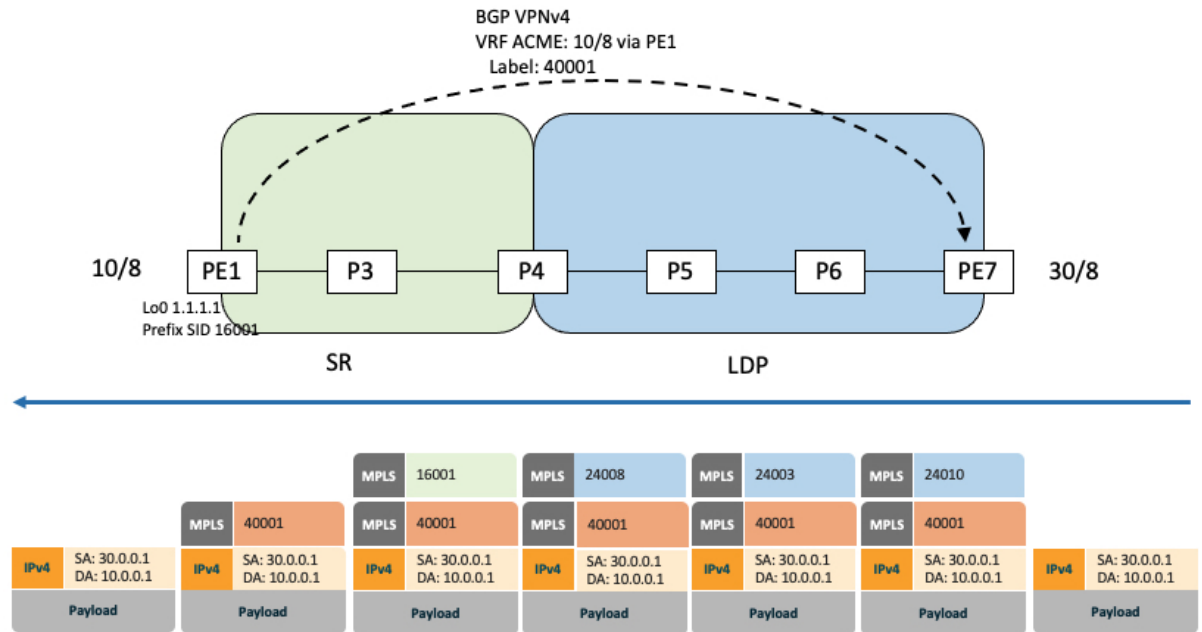 BGP VPNv4
VRF ACME: 10/8 via PE1
Label: 40001
10/8
PE1
P3
P4
P5
P6
PE7
30/8
Lo0 1.1.1.1
Prefix SID 16001
SR
LDP
MPLS 16001
MPLS 24008
MPLS 24003
MPLS 24010
MPLS 40001
MPLS 40001
MPLS 40001
MPLS 40001
MPLS 40001
IPv4 SA: 30.0.0.1
DA: 10.0.0.1
IPv4 SA: 30.0.0.1
DA: 10.0.0.1
IPv4 SA: 30.0.0.1
DA: 10.0.0.1
IPv4 SA: 30.0.0.1
DA: 10.0.0.1
IPv4 SA: 30.0.0.1
DA: 10.0.0.1
IPv4 SA: 30.0.0.1
DA: 10.0.0.1
IPv4 SA: 30.0.0.1
DA: 10.0.0.1
Payload
Payload
Payload
Payload
Payload
Payload
Payload